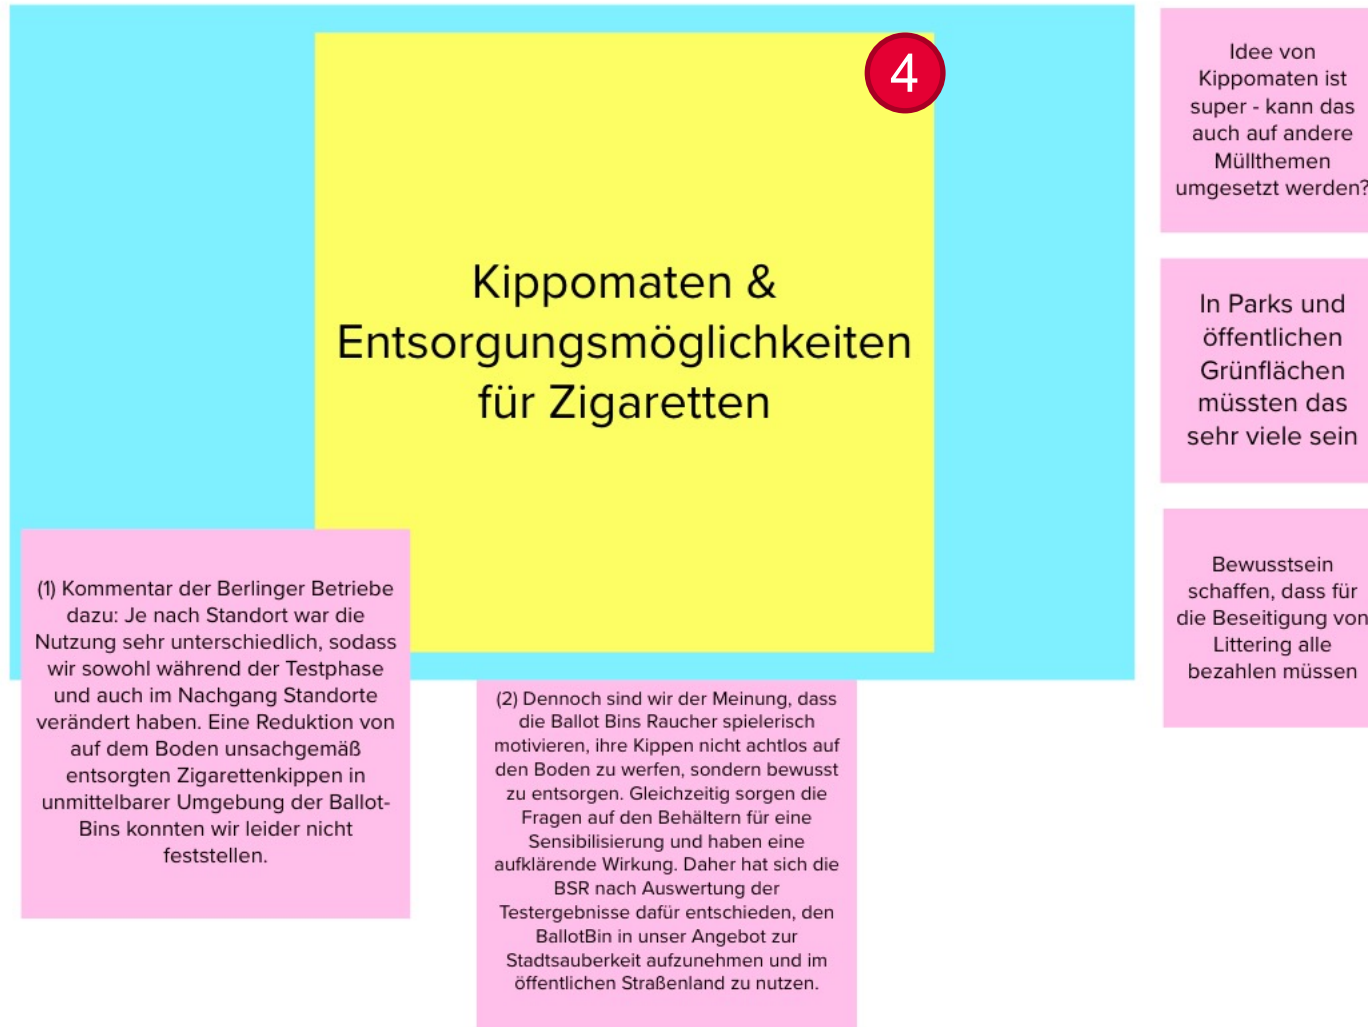 4
Kippomaten &
Entsorgungsmöglichkeiten
für Zigaretten
Idee von
Kippomaten ist
super - kann das
auch auf andere
Müllthemen
umgesetzt werden?
In Parks und
öffentlichen
Grünflächen
müssten das
sehr viele sein
Bewusstsein
schaffen, dass für
die Beseitigung von
Littering alle
bezahlen müssen
(1) Kommentar der Berlinger Betriebe
dazu: Je nach Standort war die
Nutzung sehr unterschiedlich, sodass
wir sowohl während der Testphase
und auch im Nachgang Standorte
verändert haben. Eine Reduktion von
auf dem Boden unsachgemäß
entsorgten Zigarettenkippen in
unmittelbarer Umgebung der Ballot-
Bins konnten wir leider nicht
feststellen.
(2) Dennoch sind wir der Meinung, dass
die Ballot Bins Raucher spielerisch
motivieren, ihre Kippen nicht achtlos auf
den Boden zu werfen, sondern bewusst
zu entsorgen. Gleichzeitig sorgen die
Fragen auf den Behältern für eine
Sensibilisierung und haben eine
aufklärende Wirkung. Daher hat sich die
BSR nach Auswertung der
Testergebnisse dafür entschieden, den
BallotBin in unser Angebot zur
Stadtsauberkeit aufzunehmen und im
öffentlichen Straßenland zu nutzen.